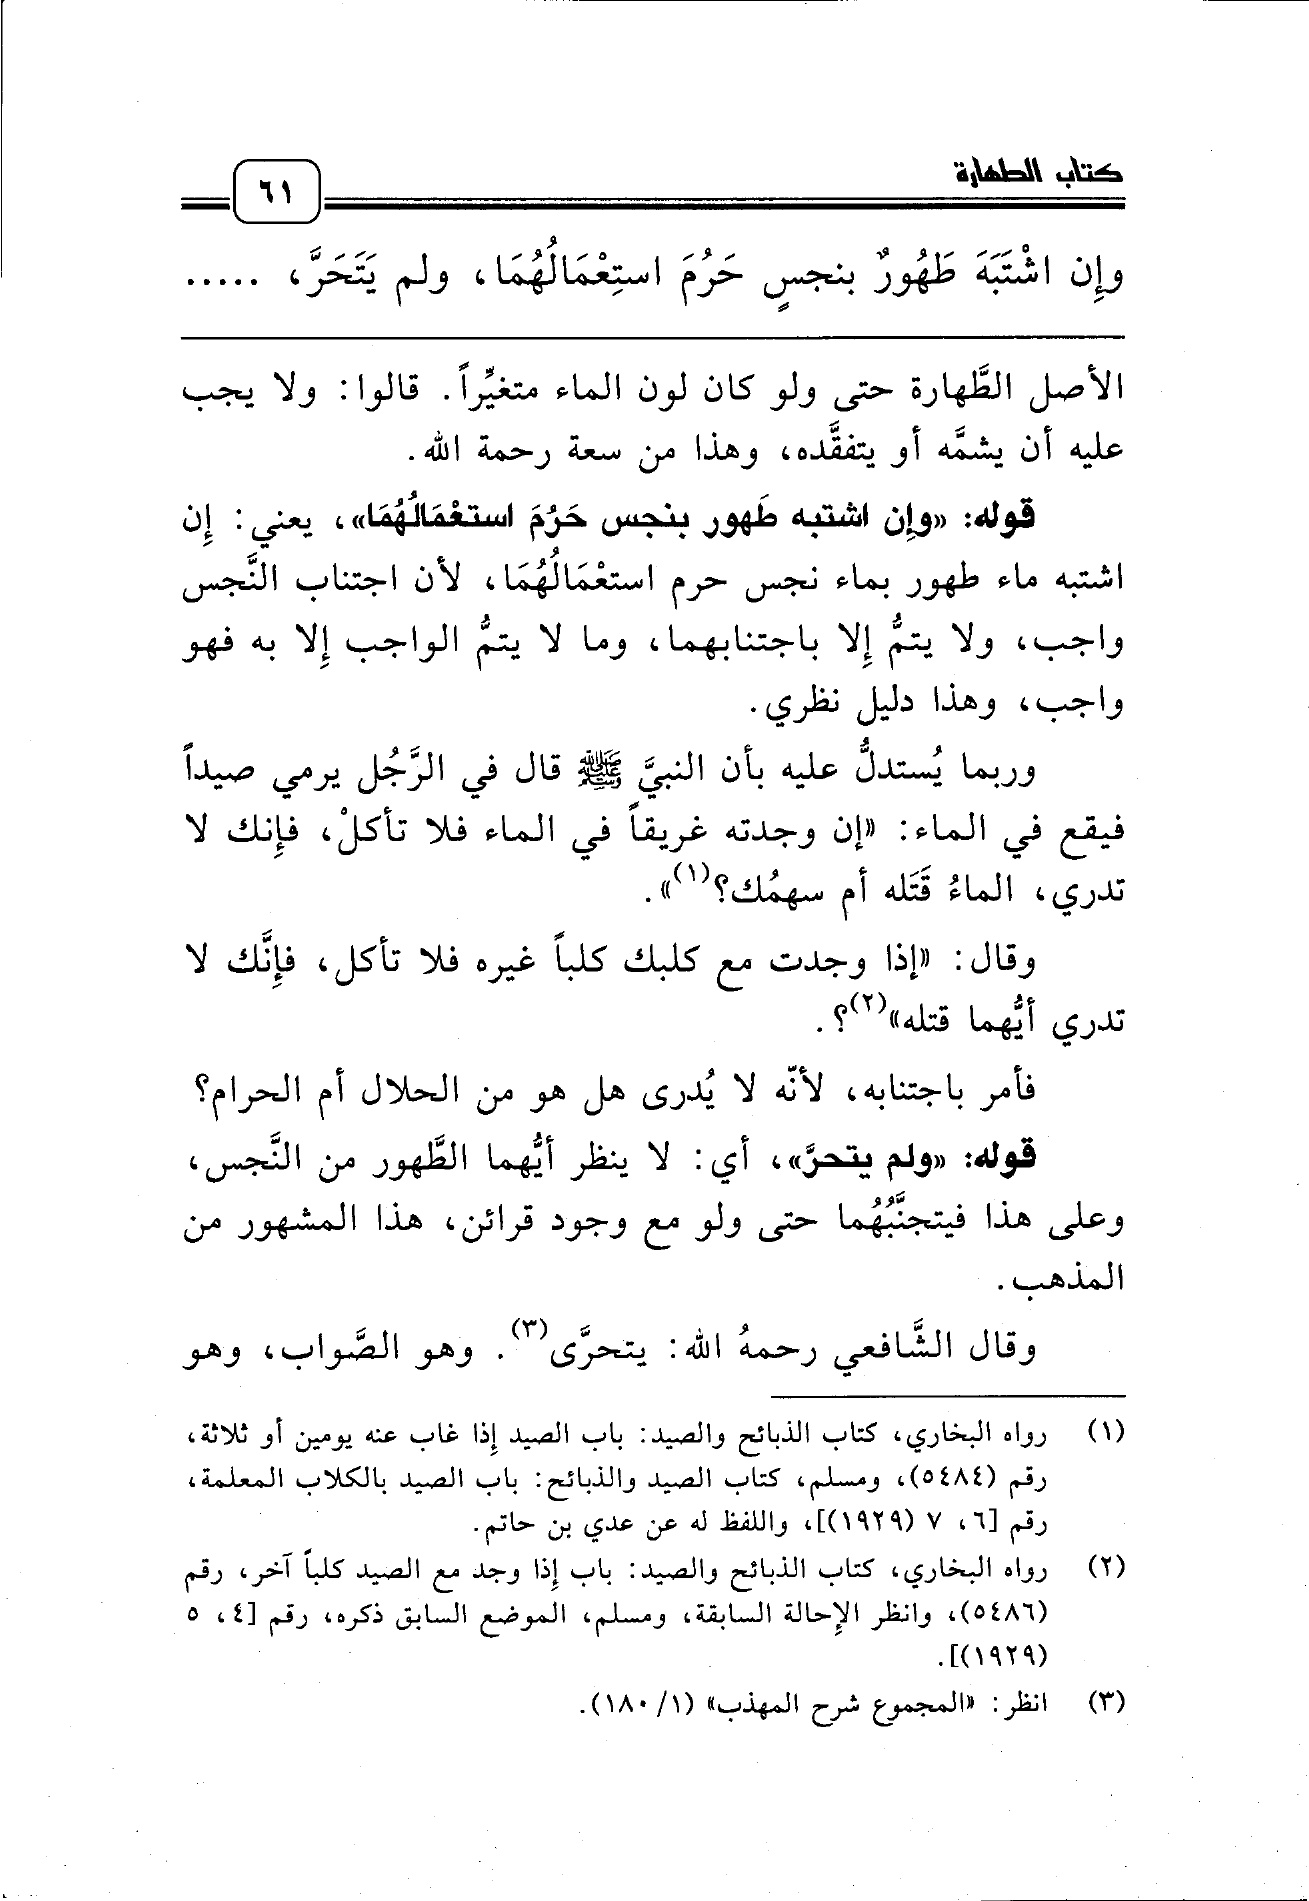 كتاب الطهارة
٦١
وإِن اشْتَبَهَ طَهُورٌ بنجسٍ حَرُمَ استِعْمَالُهُمَا، ولم يَتَحَرَّ، .....
الأصل الطَّهارة حتى ولو كان لون الماء متغيِّراً. قالوا: ولا يجب
عليه أن يشمَّه أو يتفقَّده، وهذا من سعة رحمة الله.
قوله: «وإِن اشتبه طَهور بنجس حَرُمَ استعْمَالُهُمَا»، يعني: إِن
اشتبه ماء طهور بماء نجس حرم استعْمَالُهُمَا، لأن اجتناب النَّجس
واجب، ولا يتمُّ إِلا باجتنابهما، وما لا يتمُّ الواجب إِلا به فهو
واجب، وهذا دليل نظري.
وربما يُستدلُّ عليه بأن النبيَّ ﷺ قال في الرَّجُل يرمي صيداً
فيقع في الماء: «إن وجدته غريقاً في الماء فلا تأكلْ، فإِنك لا
تدري، الماءُ قَتَله أم سهمُك؟(١)».
وقال: «إذا وجدت مع كلبك كلباً غيره فلا تأكل، فإِنَّك لا
تدري أيُّهما قتله»(٢)؟.
فأمر باجتنابه، لأنّه لا يُدرى هل هو من الحلال أم الحرام؟
قوله: «ولم يتحرَّ»، أي: لا ينظر أيُّهما الطَّهور من النَّجس،
وعلى هذا فيتجنَّبُهُما حتى ولو مع وجود قرائن، هذا المشهور من
المذهب.
وقال الشَّافعي رحمهُ الله: يتحرَّى(٣). وهو الصَّواب، وهو
(١) رواه البخاري، كتاب الذبائح والصيد: باب الصيد إِذا غاب عنه يومين أو ثلاثة،
رقم (٥٤٨٤)، ومسلم، كتاب الصيد والذبائح: باب الصيد بالكلاب المعلمة،
رقم [٦، ٧ (١٩٢٩)]، واللفظ له عن عدي بن حاتم.
(٢) رواه البخاري، كتاب الذبائح والصيد: باب إِذا وجد مع الصيد كلباً آخر، رقم
(٥٤٨٦)، وانظر الإِحالة السابقة، ومسلم، الموضع السابق ذكره، رقم [٤، ٥
(١٩٢٩)].
(٣) انظر: «المجموع شرح المهذب» (١/ ١٨٠).